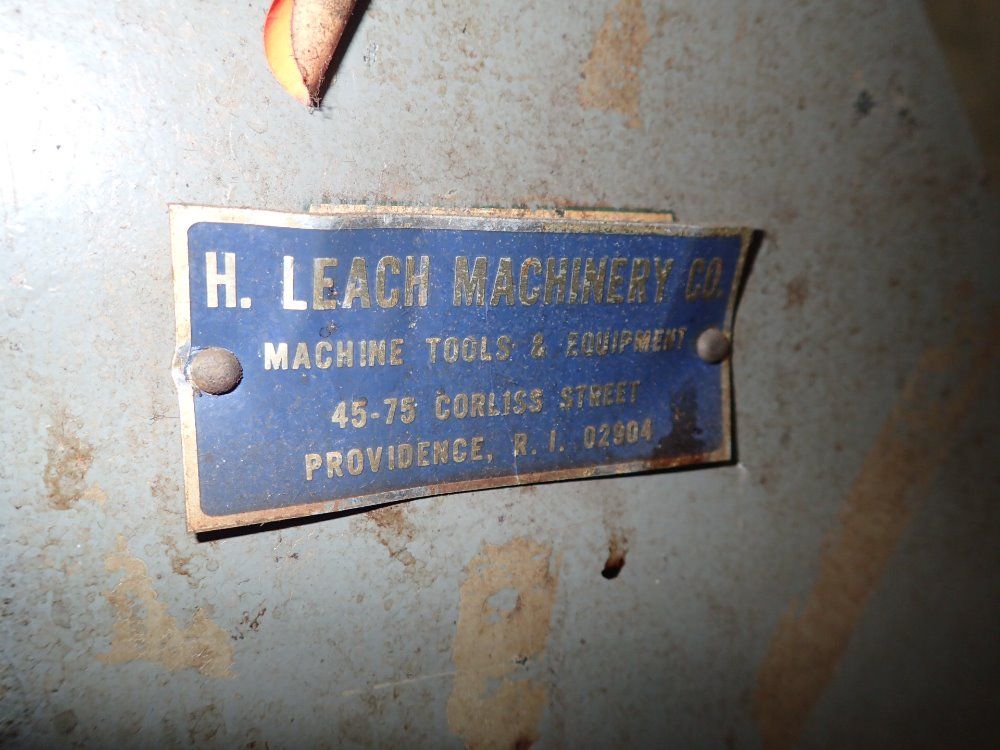 H. LEACH MACHINERY CO.
MACHINE TOOLS & EQUIPMENT
45-75 CORLISS STREET
PROVIDENCE, R. I. 02904